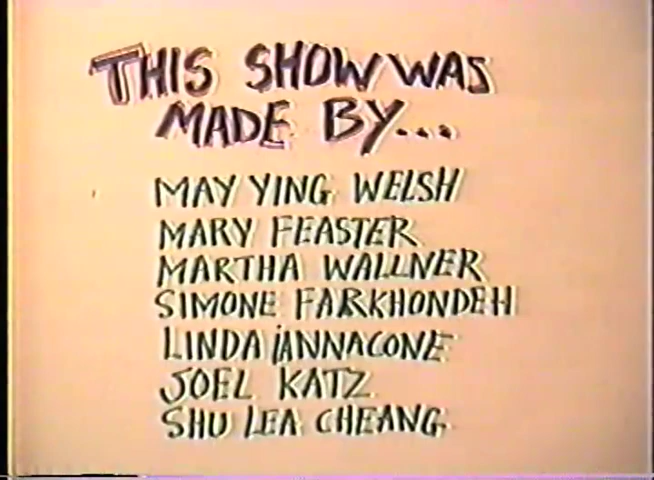 THIS SHOW WAS
MADE BY...
MAY YING WELSH
MARY FEASTER
MARTHA WALLNER
SIMONE FARKHONDEH
LINDA iANNACONE
JOEL KATZ
SHU LEA CHEANG